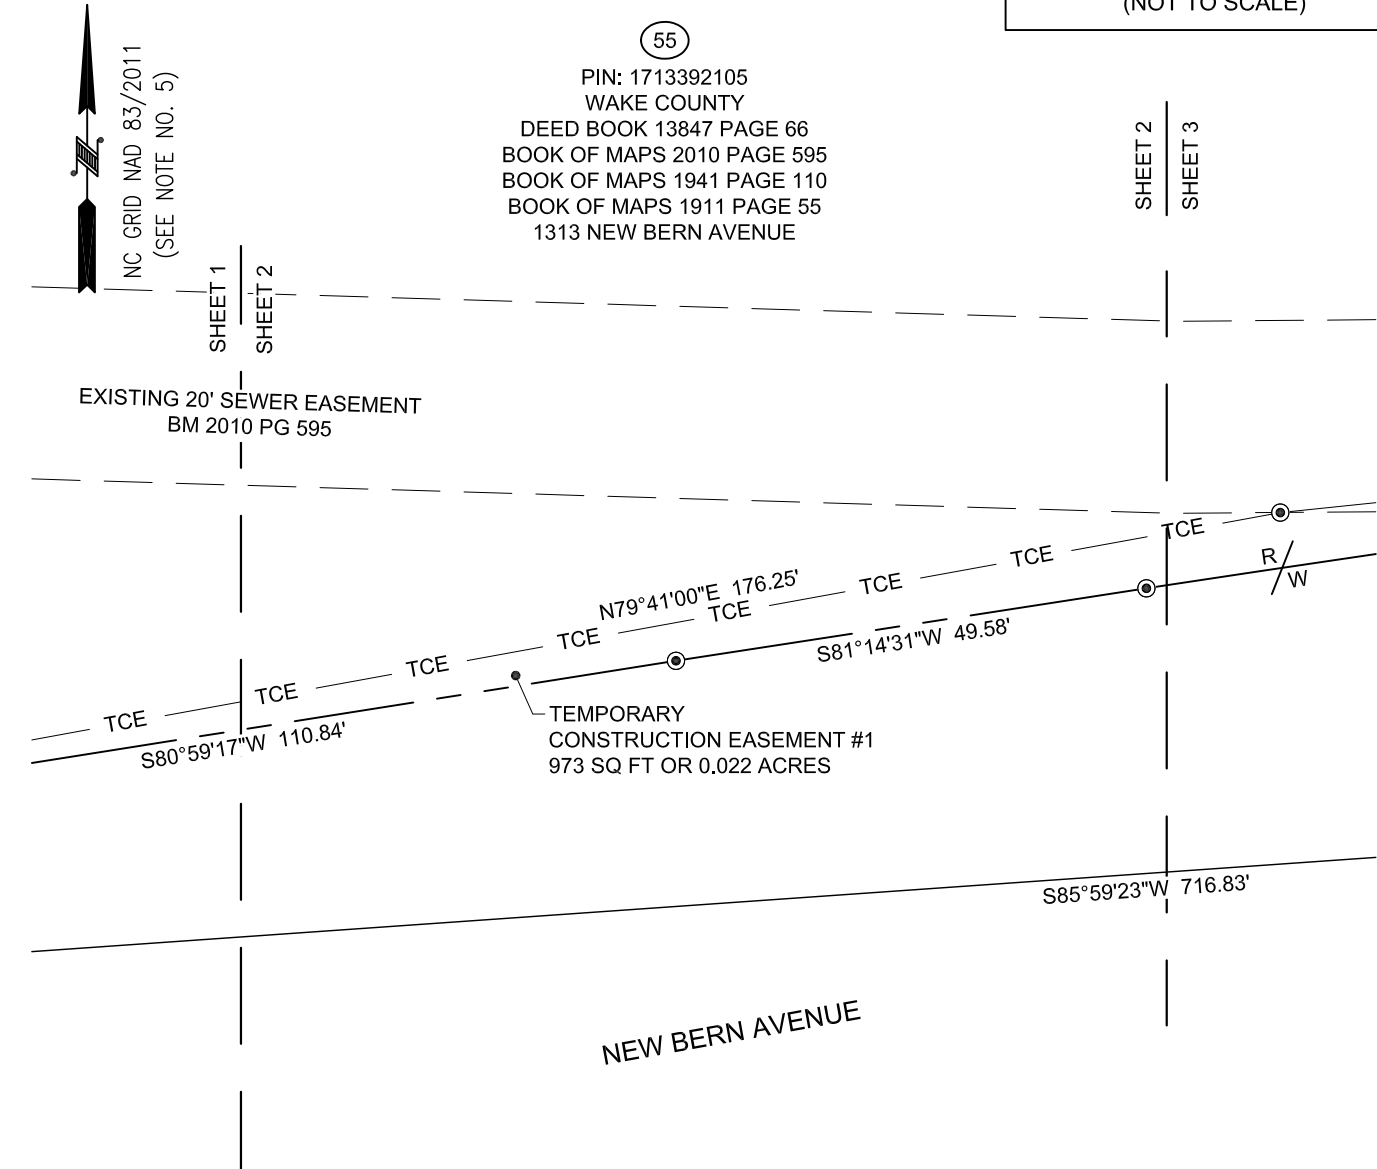 (NOT TO SCALE)
NC GRID NAD 83/2011
(SEE NOTE NO. 5)
55
PIN: 1713392105
WAKE COUNTY
DEED BOOK 13847 PAGE 66
BOOK OF MAPS 2010 PAGE 595
BOOK OF MAPS 1941 PAGE 110
BOOK OF MAPS 1911 PAGE 55
1313 NEW BERN AVENUE
SHEET 2
SHEET 3
SHEET 1
SHEET 2
EXISTING 20' SEWER EASEMENT
BM 2010 PG 595
N79°41'00"E 176.25'
TCE TCE TCE TCE TCE TCE TCE TCE
R/W
S81°14'31"W 49.58'
S80°59'17"W 110.84'
TEMPORARY
CONSTRUCTION EASEMENT #1
973 SQ FT OR 0.022 ACRES
S85°59'23"W 716.83'
NEW BERN AVENUE